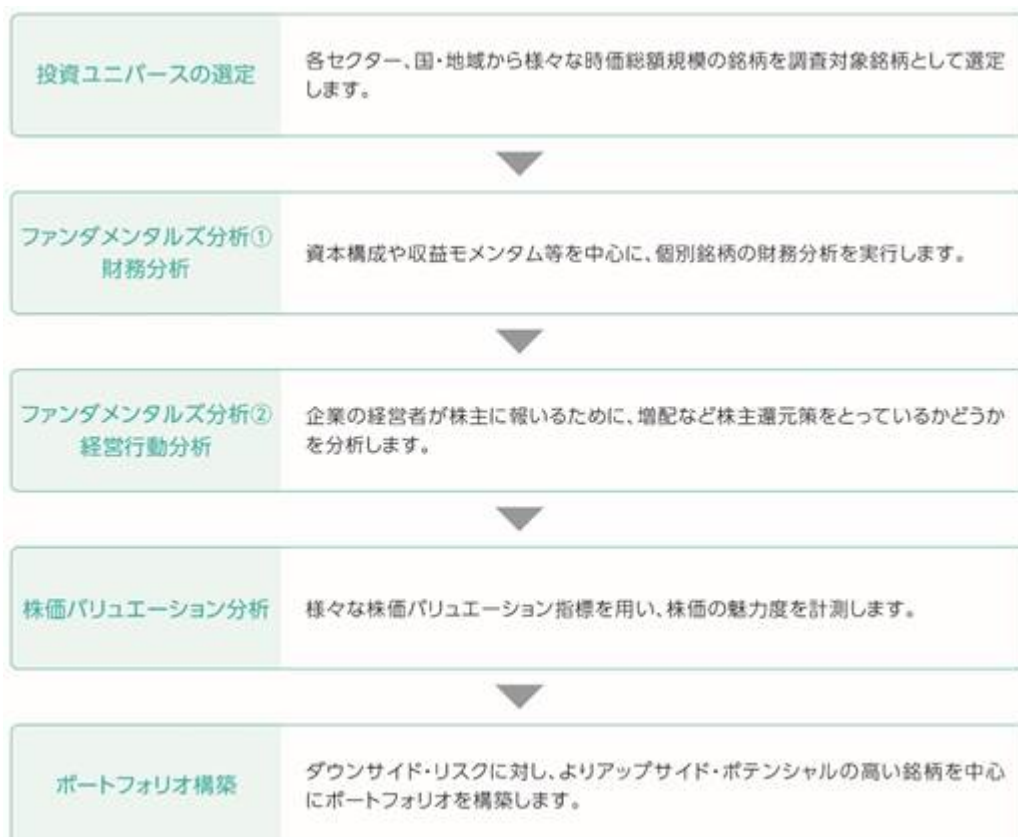 投資ユニバースの選定
各セクター、国・地域から様々な時価総額規模の銘柄を調査対象銘柄として選定
します。
ファンダメンタルズ分析①
財務分析
資本構成や収益モメンタム等を中心に、個別銘柄の財務分析を実行します。
ファンダメンタルズ分析②
経営行動分析
企業の経営者が株主に報いるために、増配など株主還元策をとっているかどうか
を分析します。
株価バリュエーション分析
様々な株価バリュエーション指標を用い、株価の魅力度を計測します。
ポートフォリオ構築
ダウンサイド・リスクに対し、よりアップサイド・ポテンシャルの高い銘柄を中心
にポートフォリオを構築します。